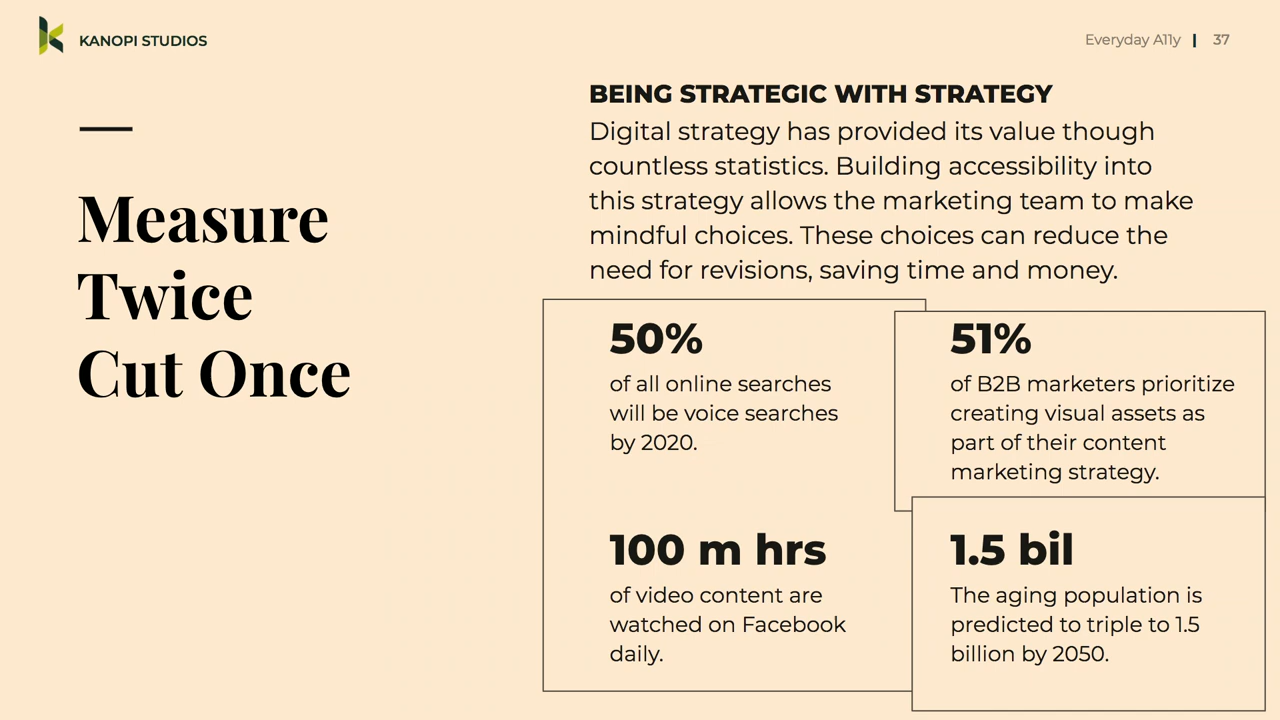 KANOPI STUDIOS
Everyday A11y | 37
Measure
Twice
Cut Once
BEING STRATEGIC WITH STRATEGY
Digital strategy has provided its value though
countless statistics. Building accessibility into
this strategy allows the marketing team to make
mindful choices. These choices can reduce the
need for revisions, saving time and money.
50%
of all online searches
will be voice searches
by 2020.
51%
of B2B marketers prioritize
creating visual assets as
part of their content
marketing strategy.
100 m hrs
of video content are
watched on Facebook
daily.
1.5 bil
The aging population is
predicted to triple to 1.5
billion by 2050.